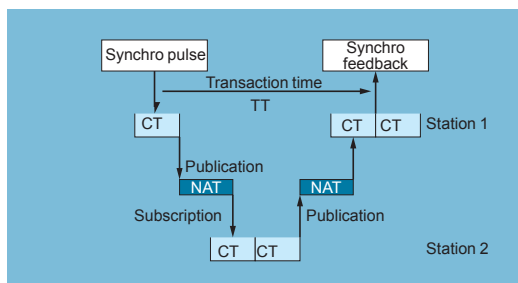 Synchro pulse
Synchro
feedback
Transaction time
TT
CT
CT CT
Station 1
Publication
NAT
NAT
Subscription
Publication
CT CT
Station 2